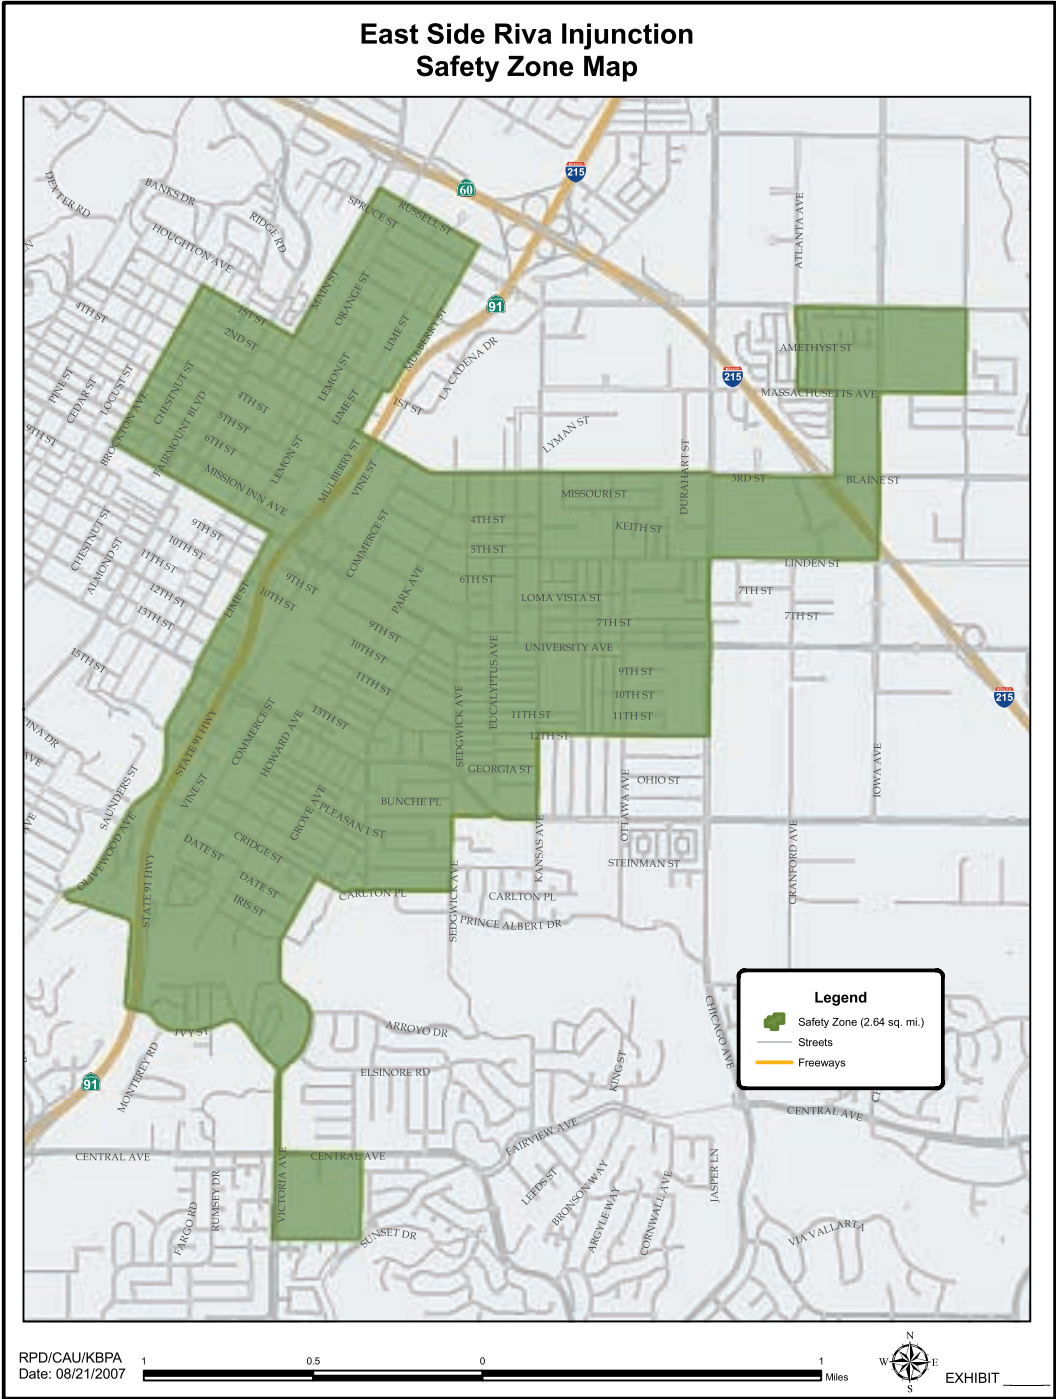 East Side Riva Injunction
Safety Zone Map
60
215
DEXTER RD
BANKS DR
RIDGE RD
SPRUCE ST
RUSSELL ST
HOUGHTON AVE
ATLANTA AVE
MAIN ST
ORANGE ST
91
4TH ST
1ST ST
2ND ST
LIME ST
MULBERRY ST
LA CADENA DR
AMETHYST ST
215
MASSACHUSETTS AVE
PINE ST
CEDAR ST
LOCUST ST
CHESTNUT ST
LEMON ST
LIME ST
1ST ST
4TH ST
5TH ST
6TH ST
BROCKTON AVE
FAIRMOUNT BLVD
9TH ST
LYMAN ST
LEMON ST
MULBERRY ST
VINE ST
MISSION INN AVE
DURAHART ST
3RD ST
BLAINE ST
MISSOURI ST
CHESTNUT ST
ALMOND ST
9TH ST
10TH ST
11TH ST
12TH ST
13TH ST
15TH ST
COMMERCE ST
4TH ST
KEITH ST
5TH ST
LINDEN ST
LIME ST
9TH ST
10TH ST
PARK AVE
6TH ST
LOMA VISTA ST
7TH ST
7TH ST
7TH ST
9TH ST
10TH ST
11TH ST
UNIVERSITY AVE
EUCALYPTUS AVE
9TH ST
10TH ST
11TH ST
11TH ST
12TH ST
215
SEDGWICK AVE
13TH ST
COMMERCE ST
HOWARD AVE
STATE 91 HWY
INA DR
AVE
AVE
SAUNDERS ST
VINE ST
GEORGIA ST
OHIO ST
OTTAWA AVE
IOWA AVE
BUNCHE PL
GROVE AVE
PLEASANT ST
OLIVEWOOD AVE
DATE ST
CRIDGE ST
DATE ST
IRIS ST
STATE 91 HWY
CARLTON PL
SEDGWICK AVE
KANSAS AVE
CARLTON PL
STEINMAN ST
CRANFORD AVE
PRINCE ALBERT DR
CHICAGO AVE
Legend
Safety Zone (2.64 sq. mi.)
Streets
Freeways
IVY ST
ARROYO DR
ELSINORE RD
KING ST
91
MONTEREY RD
CENTRAL AVE
FAIRVIEW AVE
CENTRAL AVE
CENTRAL AVE
VICTORIA AVE
FARGO RD
RUMSEY DR
SUNSET DR
LEEDS ST
BRONSON WAY
ARGYLE WAY
CORNWALL AVE
JASPER LN
VIA VALLARTA
RPD/CAU/KBPA
Date: 08/21/2007
1 0.5 0 1
Miles
N
W E
S
EXHIBIT ______